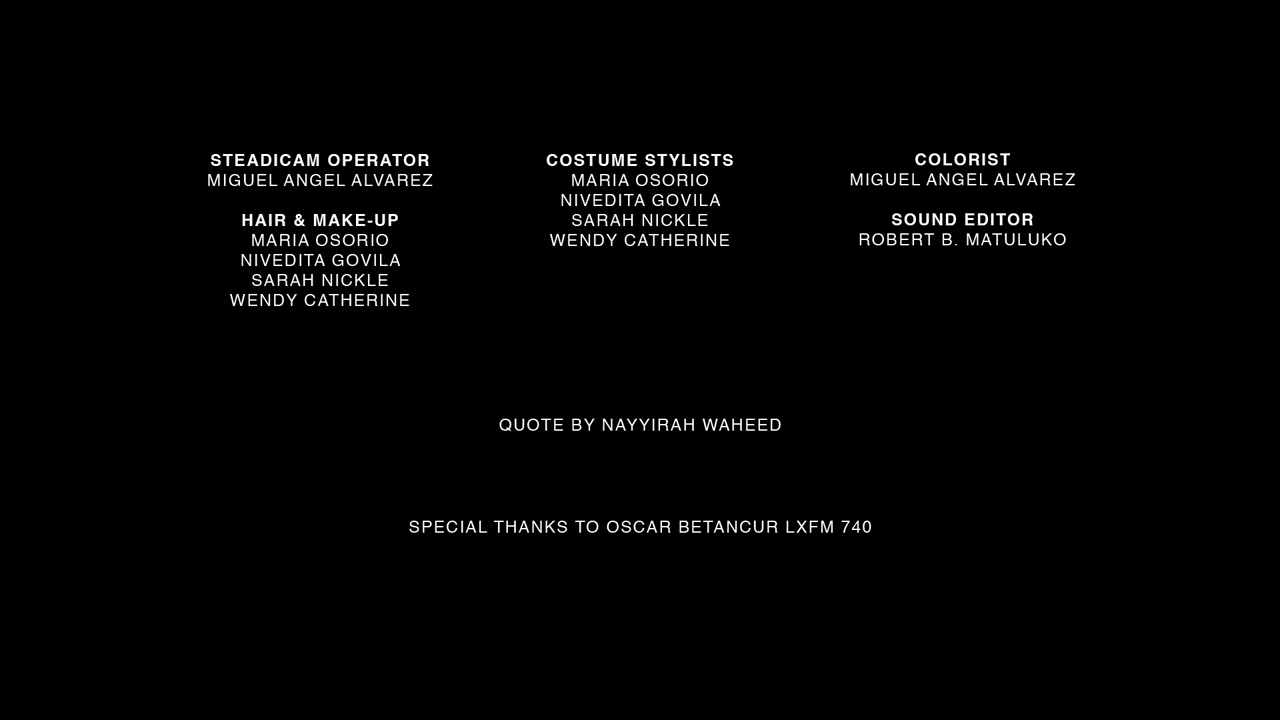 STEADICAM OPERATOR
MIGUEL ANGEL ALVAREZ
HAIR & MAKE-UP
MARIA OSORIO
NIVEDITA GOVILA
SARAH NICKLE
WENDY CATHERINE
COSTUME STYLISTS
MARIA OSORIO
NIVEDITA GOVILA
SARAH NICKLE
WENDY CATHERINE
COLORIST
MIGUEL ANGEL ALVAREZ
SOUND EDITOR
ROBERT B. MATULUKO
QUOTE BY NAYYIRAH WAHEED
SPECIAL THANKS TO OSCAR BETANCUR LXFM 740